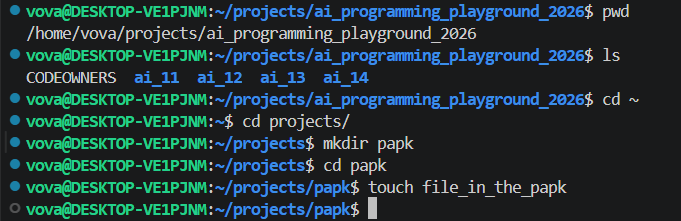 vova@DESKTOP-VE1PJNM:~/projects/ai_programming_playground_2026$ pwd
/home/vova/projects/ai_programming_playground_2026
vova@DESKTOP-VE1PJNM:~/projects/ai_programming_playground_2026$ ls
CODEOWNERS  ai_11  ai_12  ai_13  ai_14
vova@DESKTOP-VE1PJNM:~/projects/ai_programming_playground_2026$ cd ~
vova@DESKTOP-VE1PJNM:~$ cd projects/
vova@DESKTOP-VE1PJNM:~/projects$ mkdir papk
vova@DESKTOP-VE1PJNM:~/projects$ cd papk
vova@DESKTOP-VE1PJNM:~/projects/papk$ touch file_in_the_papk
vova@DESKTOP-VE1PJNM:~/projects/papk$